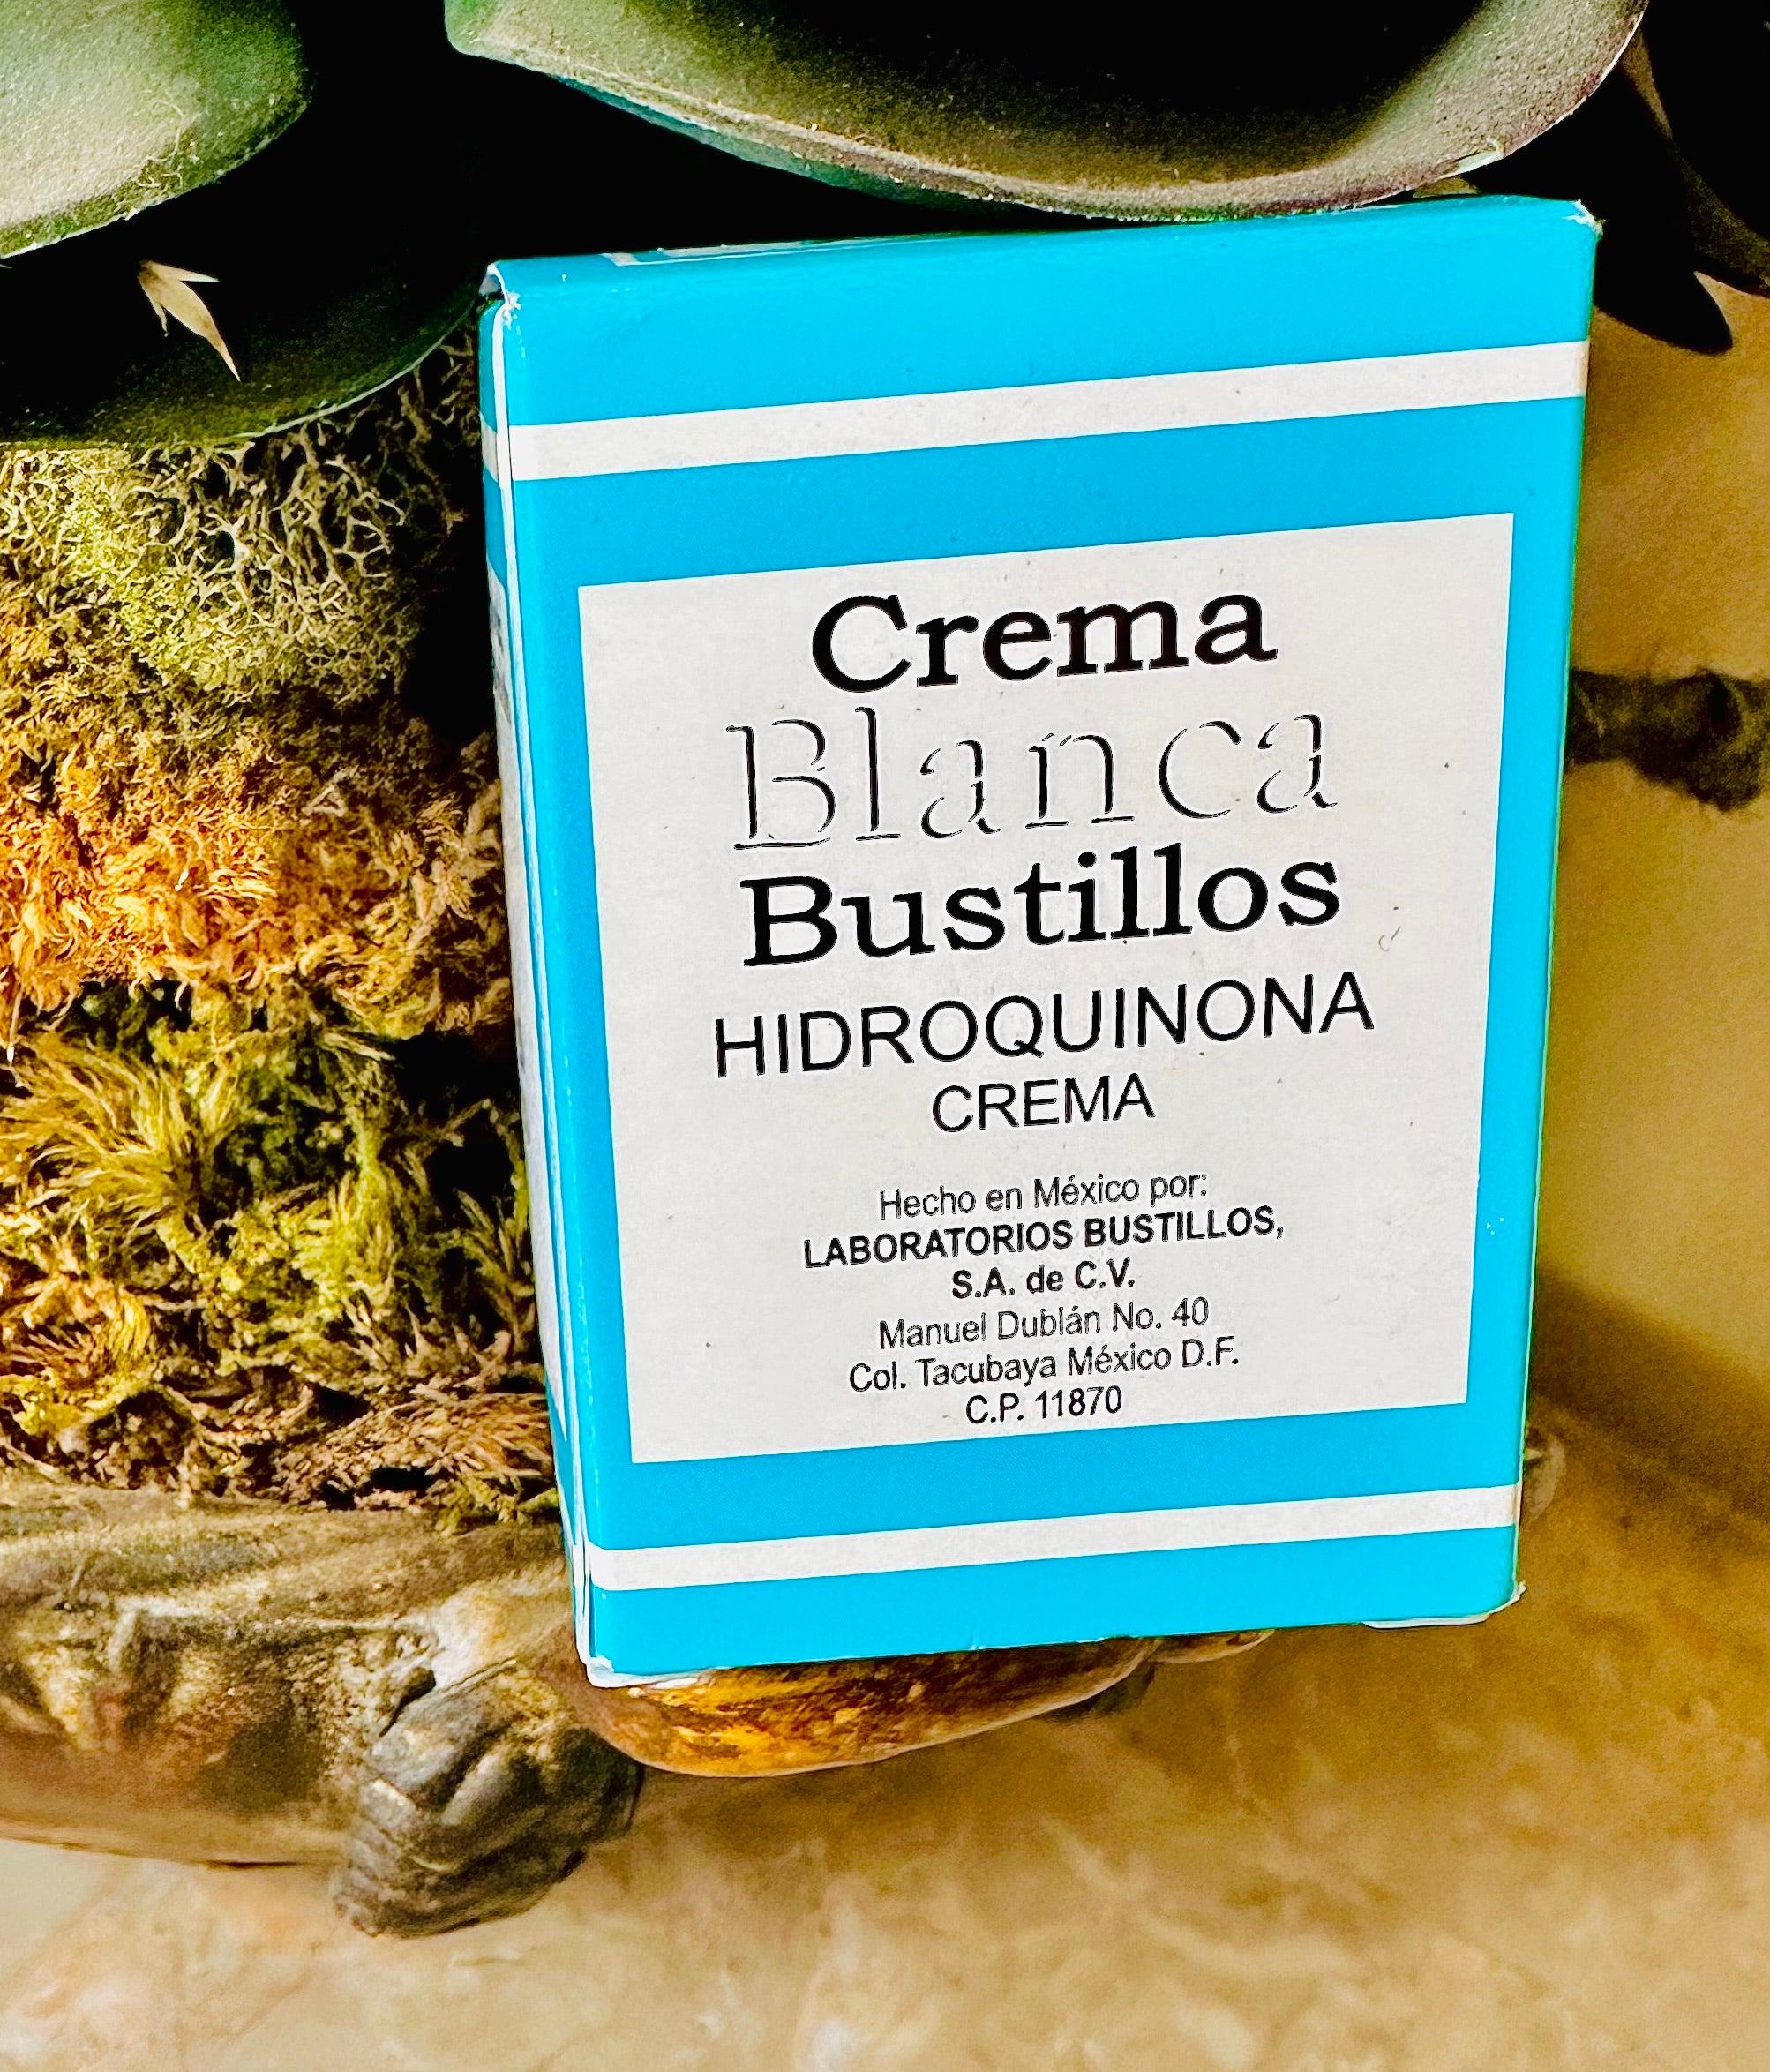 Crema
Blanca
Bustillos
HIDROQUINONA
CREMA
Hecho en México por:
LABORATORIOS BUSTILLOS,
S.A. de C.V.
Manuel Dublán No. 40
Col. Tacubaya México D.F.
C.P. 11870